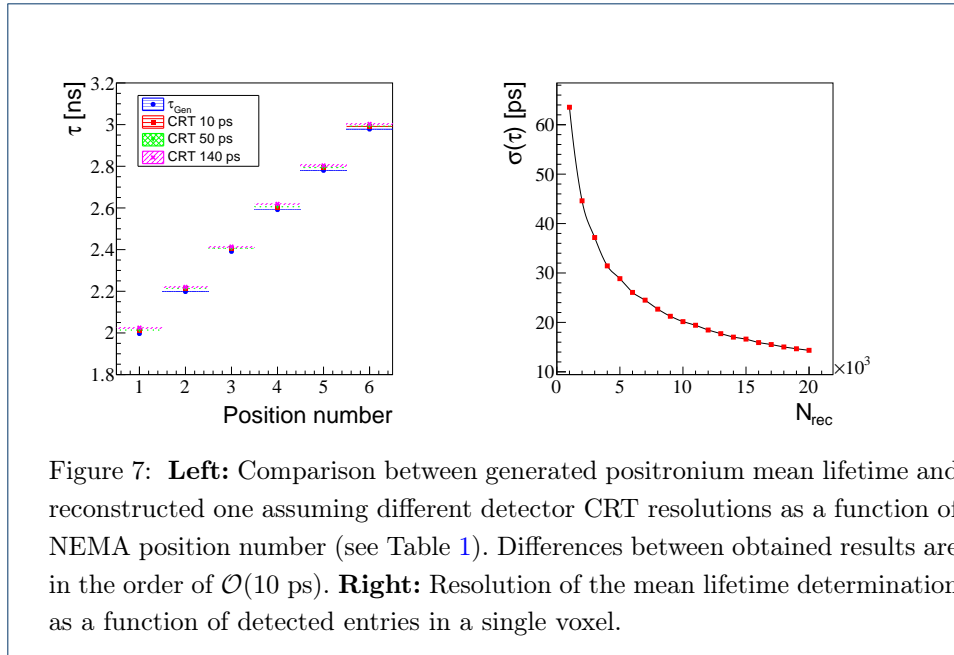 τ [ns]
3.2
3
2.8
2.6
2.4
2.2
2
1.8
τGen
CRT 10 ps
CRT 50 ps
CRT 140 ps
1 2 3 4 5 6
Position number
σ(τ) [ps]
60
50
40
30
20
10
0 5 10 15 20
×10³
Nrec
Figure 7: Left: Comparison between generated positronium mean lifetime and
reconstructed one assuming different detector CRT resolutions as a function of
NEMA position number (see Table 1). Differences between obtained results are
in the order of O(10 ps). Right: Resolution of the mean lifetime determination
as a function of detected entries in a single voxel.